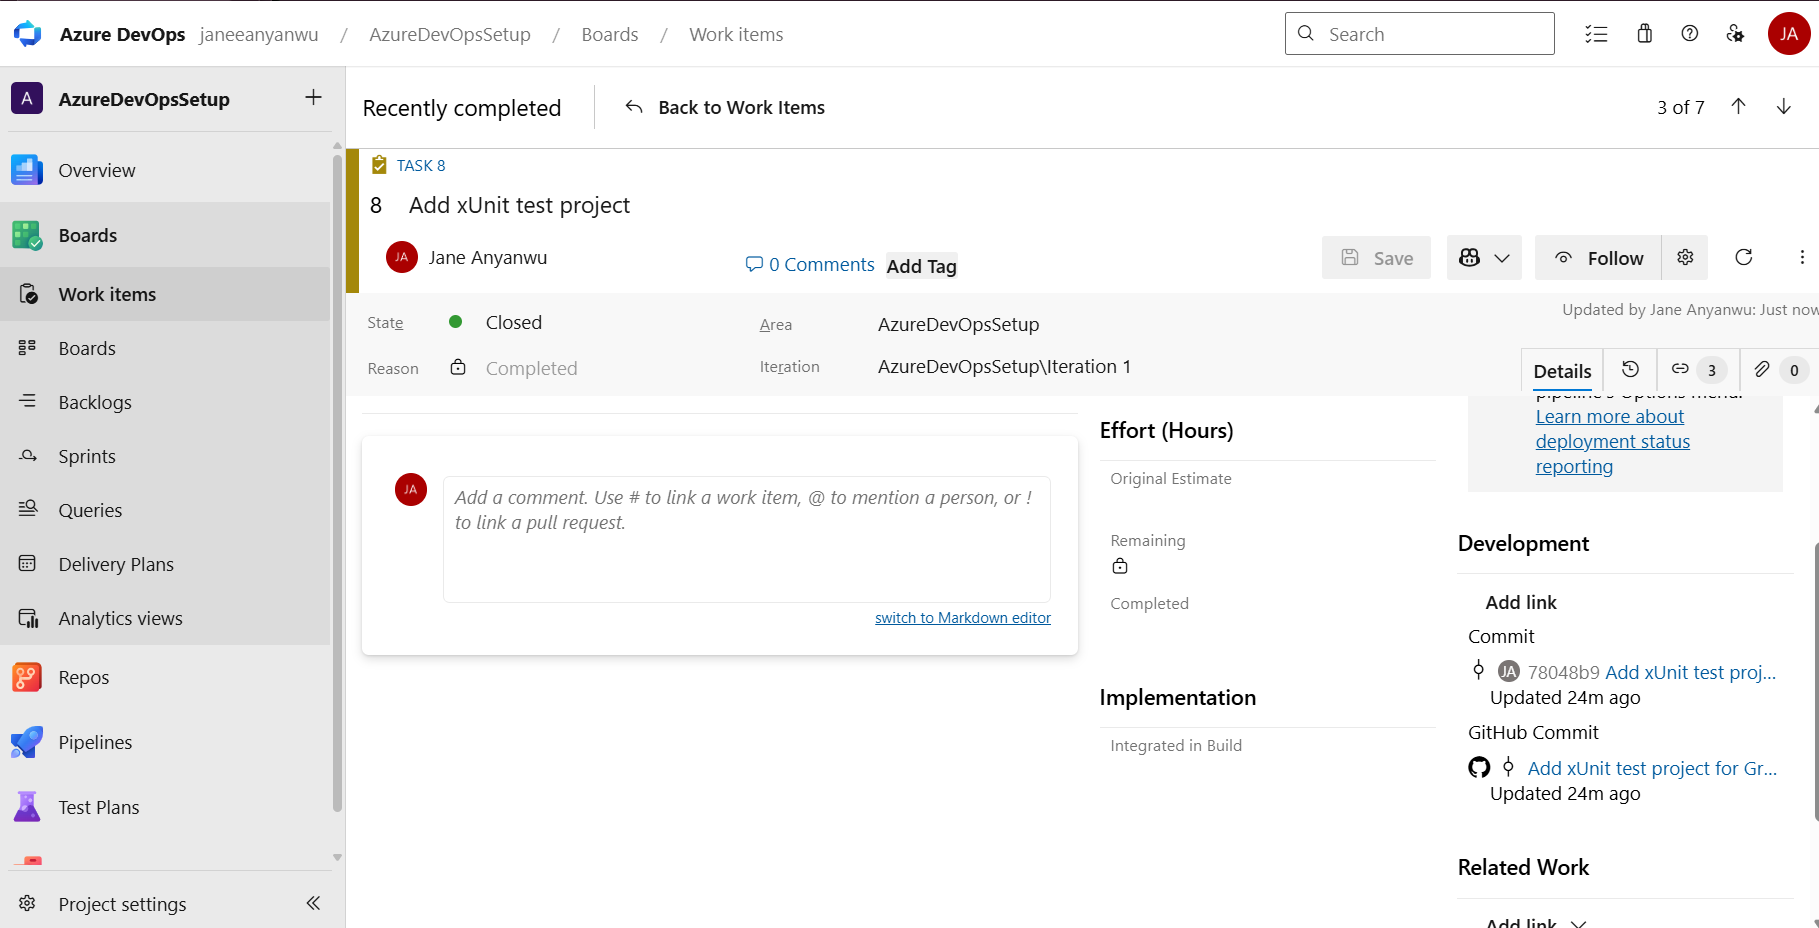 Azure DevOps janeeanyanwu / AzureDevOpsSetup / Boards / Work items
Search
JA
A AzureDevOpsSetup
Overview
Boards
Work items
Boards
Backlogs
Sprints
Queries
Delivery Plans
Analytics views
Repos
Pipelines
Test Plans
Project settings
Recently completed
Back to Work Items
3 of 7
TASK 8
8 Add xUnit test project
JA Jane Anyanwu
0 Comments
Add Tag
Save
Follow
State
Closed
Reason
Completed
Area
AzureDevOpsSetup
Iteration
AzureDevOpsSetup\Iteration 1
Updated by Jane Anyanwu: Just now
Details
3
0
JA
Add a comment. Use # to link a work item, @ to mention a person, or !
to link a pull request.
switch to Markdown editor
Effort (Hours)
Original Estimate
Remaining
Completed
Implementation
Integrated in Build
pipeline's Options menu.
Learn more about
deployment status
reporting
Development
Add link
Commit
JA 78048b9 Add xUnit test proj...
Updated 24m ago
GitHub Commit
Add xUnit test project for Gr...
Updated 24m ago
Related Work
Add link